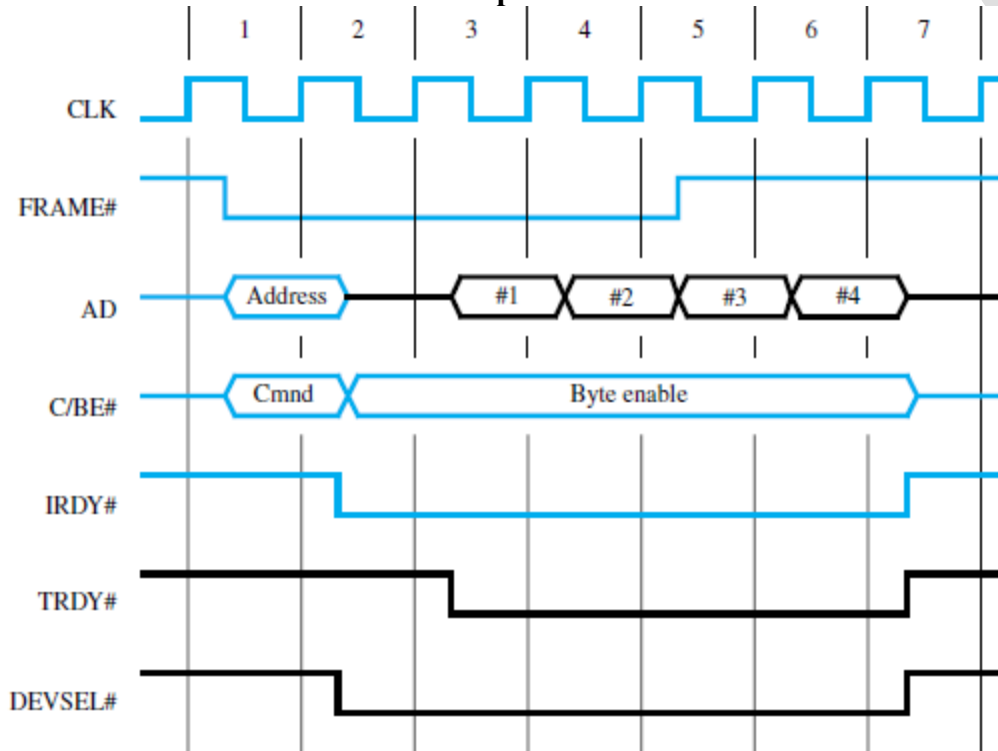 1 2 3 4 5 6 7
CLK
FRAME#
AD Address #1 #2 #3 #4
C/BE# Cmnd Byte enable
IRDY#
TRDY#
DEVSEL#